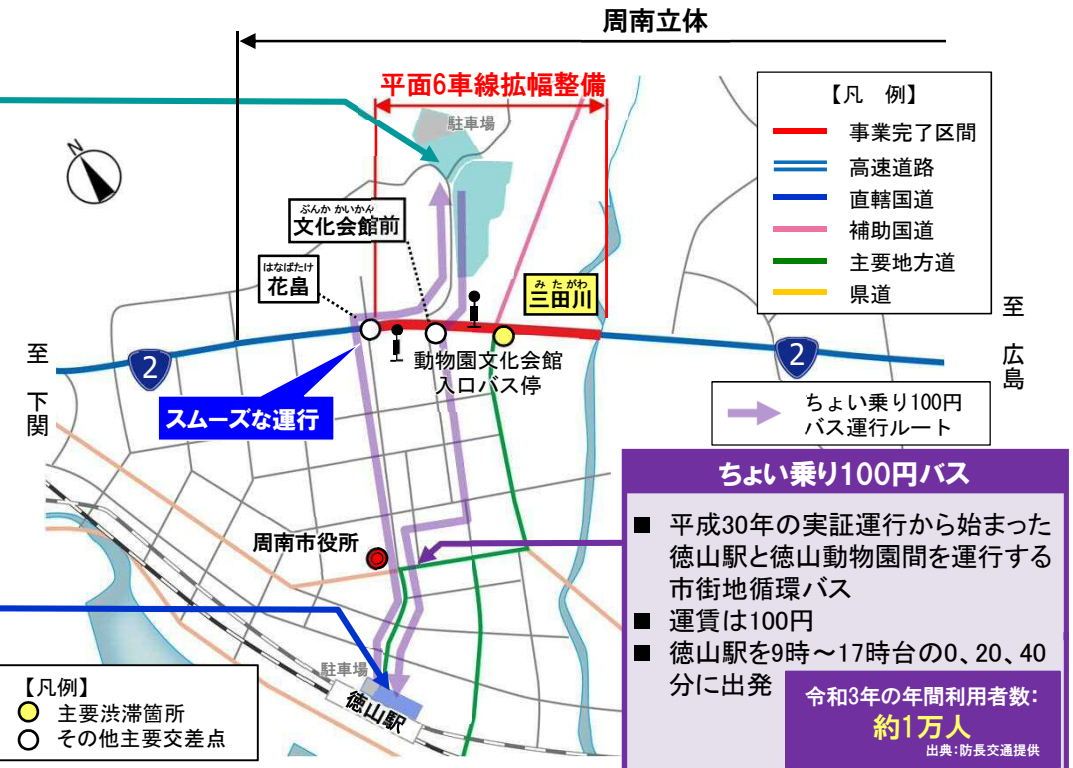 周南立体
平面6車線拡幅整備
駐車場
N
ぶんか かいかん
文化会館前
はなばたけ
花畠
みたがわ
三田川
【凡 例】
事業完了区間
高速道路
直轄国道
補助国道
主要地方道
県道
至
広島
至
下関
2
2
動物園文化会館
入口バス停
スムーズな運行
ちょい乗り100円
バス運行ルート
周南市役所
ちょい乗り100円バス
■ 平成30年の実証運行から始まった
徳山駅と徳山動物園間を運行する
市街地循環バス
■ 運賃は100円
■ 徳山駅を9時～17時台の0、20、40
分に出発
令和3年の年間利用者数：
約1万人
出典：防長交通提供
駐車場
徳山駅
【凡例】
主要渋滞箇所
その他主要交差点